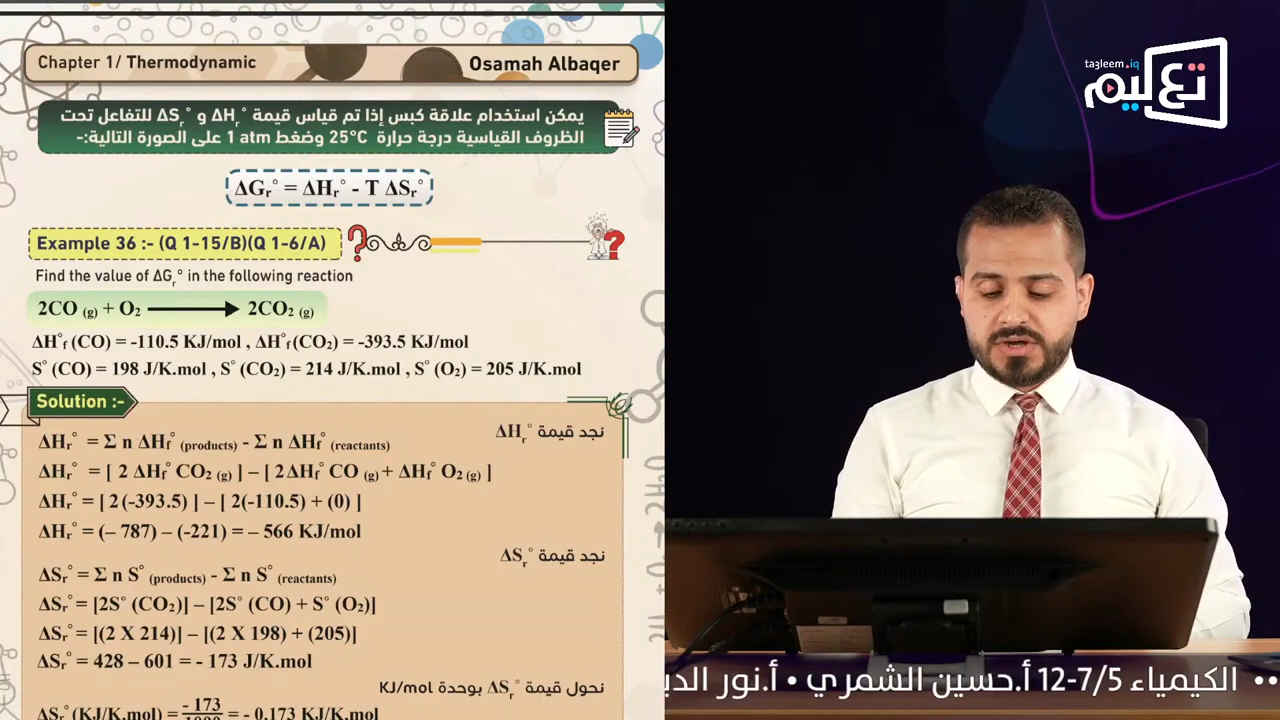 Chapter 1/ Thermodynamic
Osamah Albaqer
يمكن استخدام علاقة كبس إذا تم قياس قيمة ΔHr° و ΔSr° للتفاعل تحت
الظروف القياسية درجة حرارة 25°C وضغط 1 atm على الصورة التالية:-
ΔGr° = ΔHr° - T ΔSr°
Example 36 :- (Q 1-15/B)(Q 1-6/A)
Find the value of ΔGr° in the following reaction
2CO (g) + O2 ⟶ 2CO2 (g)
ΔH°f (CO) = -110.5 KJ/mol , ΔH°f (CO2) = -393.5 KJ/mol
S° (CO) = 198 J/K.mol , S° (CO2) = 214 J/K.mol , S° (O2) = 205 J/K.mol
Solution :-
نجد قيمة ΔHr°
ΔHr° = Σ n ΔHf° (products) - Σ n ΔHf° (reactants)
ΔHr° = [ 2 ΔHf° CO2 (g) ] – [ 2 ΔHf° CO (g) + ΔHf° O2 (g) ]
ΔHr° = [ 2 (-393.5) ] – [ 2(-110.5) + (0) ]
ΔHr° = (– 787) – (-221) = – 566 KJ/mol
نجد قيمة ΔSr°
ΔSr° = Σ n S° (products) - Σ n S° (reactants)
ΔSr° = [2S° (CO2)] – [2S° (CO) + S° (O2)]
ΔSr° = [(2 X 214)] – [(2 X 198) + (205)]
ΔSr° = 428 – 601 = - 173 J/K.mol
نحول قيمة ΔSr° بوحدة KJ/mol
ΔSr° (KJ/K.mol) = - 173/1000 = - 0.173 KJ/K.mol
ta3leem.iq
تعليم
•• الكيمياء 7/5-12 أ.حسين الشمري • أ.نور